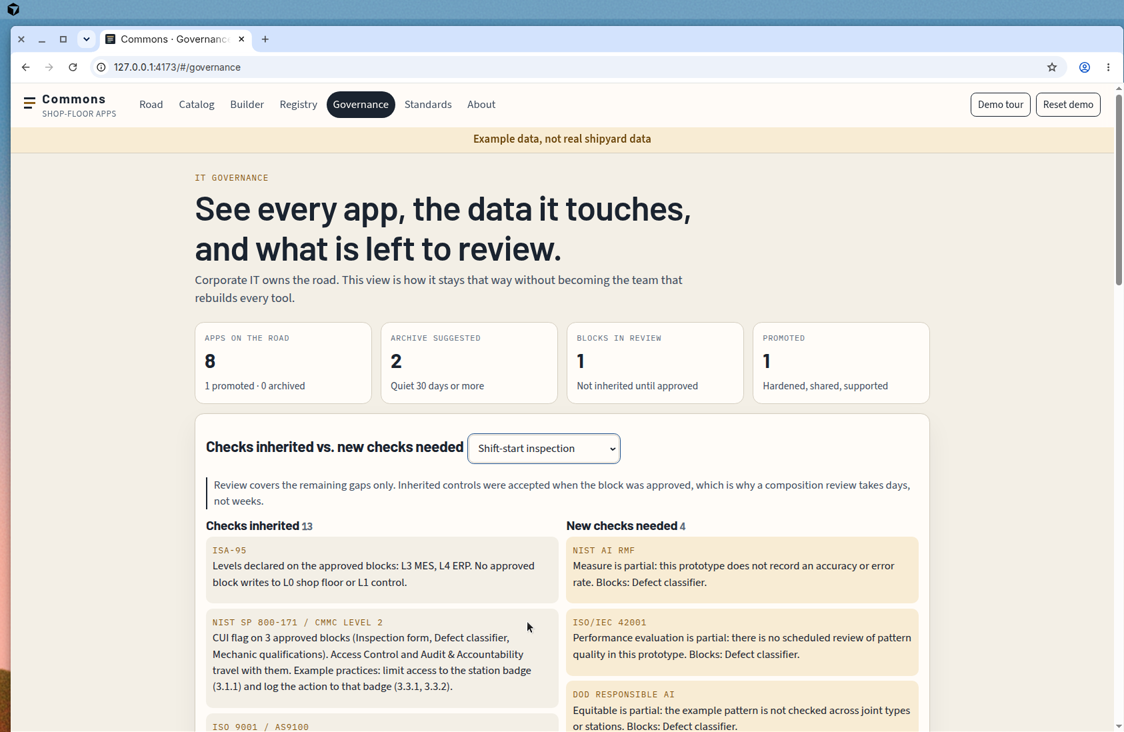 Commons · Governance
127.0.0.1:4173/#/governance
Commons
SHOP-FLOOR APPS
Road
Catalog
Builder
Registry
Governance
Standards
About
Demo tour
Reset demo
Example data, not real shipyard data
IT GOVERNANCE
See every app, the data it touches,
and what is left to review.
Corporate IT owns the road. This view is how it stays that way without becoming the team that
rebuilds every tool.
APPS ON THE ROAD
8
1 promoted · 0 archived
ARCHIVE SUGGESTED
2
Quiet 30 days or more
BLOCKS IN REVIEW
1
Not inherited until approved
PROMOTED
1
Hardened, shared, supported
Checks inherited vs. new checks needed
Shift-start inspection
Review covers the remaining gaps only. Inherited controls were accepted when the block was approved, which is why a composition review takes days,
not weeks.
Checks inherited 13
ISA-95
Levels declared on the approved blocks: L3 MES, L4 ERP. No approved
block writes to L0 shop floor or L1 control.
NIST SP 800-171 / CMMC LEVEL 2
CUI flag on 3 approved blocks (Inspection form, Defect classifier,
Mechanic qualifications). Access Control and Audit & Accountability
travel with them. Example practices: limit access to the station badge
(3.1.1) and log the action to that badge (3.3.1, 3.3.2).
ISO 9001 / AS9100
New checks needed 4
NIST AI RMF
Measure is partial: this prototype does not record an accuracy or error
rate. Blocks: Defect classifier.
ISO/IEC 42001
Performance evaluation is partial: there is no scheduled review of pattern
quality in this prototype. Blocks: Defect classifier.
DOD RESPONSIBLE AI
Equitable is partial: the example pattern is not checked across joint types
or stations. Blocks: Defect classifier.